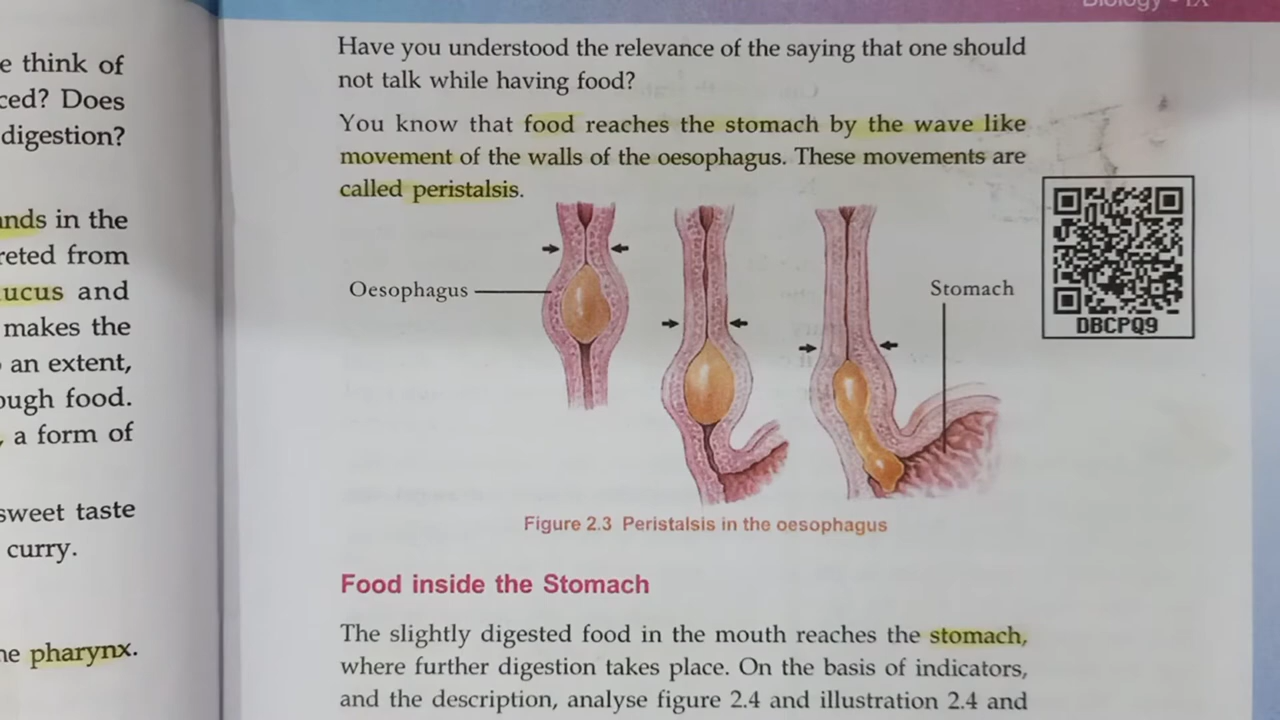 e think of
ced? Does
digestion?
ands in the
reted from
ucus and
makes the
an extent,
ough food.
, a form of
sweet taste
curry.
he pharynx.
Biology - IX
Have you understood the relevance of the saying that one should
not talk while having food?
You know that food reaches the stomach by the wave like
movement of the walls of the oesophagus. These movements are
called peristalsis.
Oesophagus
Stomach
DBCPQ9
Figure 2.3 Peristalsis in the oesophagus
Food inside the Stomach
The slightly digested food in the mouth reaches the stomach,
where further digestion takes place. On the basis of indicators,
and the description, analyse figure 2.4 and illustration 2.4 and